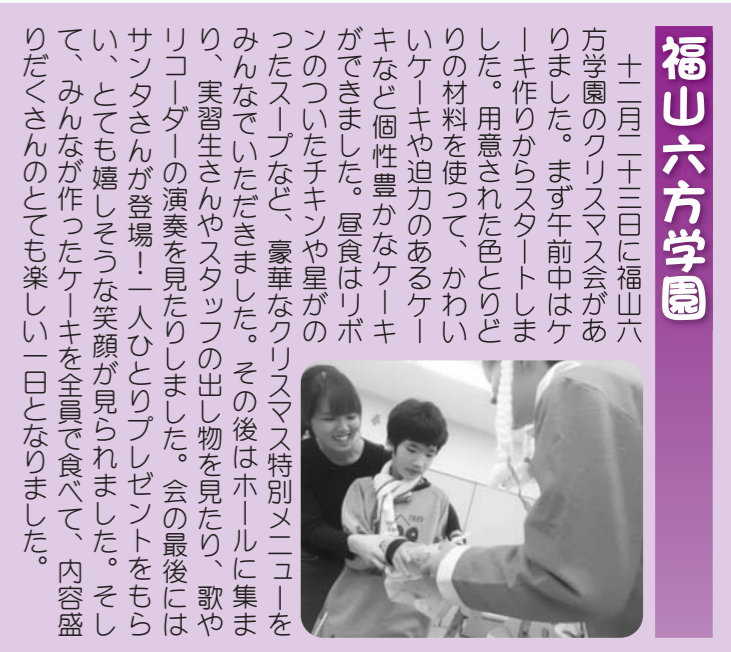 福山六方学園
十二月二十三日に福山六
方学園のクリスマス会があ
りました。まず午前中はケ
ーキ作りからスタートしま
した。用意された色とりど
りの材料を使って、かわい
いケーキや迫力のあるケー
キなど個性豊かなケーキ
ができました。昼食はリボ
ンのついたチキンや星がの
ったスープなど、豪華なクリスマス特別メニューを
みんなでいただきました。その後はホールに集ま
り、実習生さんやスタッフの出し物を見たり、歌や
リコーダーの演奏を見たりしました。会の最後には
サンタさんが登場！一人ひとりプレゼントをもら
い、とても嬉しそうな笑顔が見られました。そし
て、みんなが作ったケーキを全員で食べて、内容盛
りだくさんのとても楽しい一日となりました。